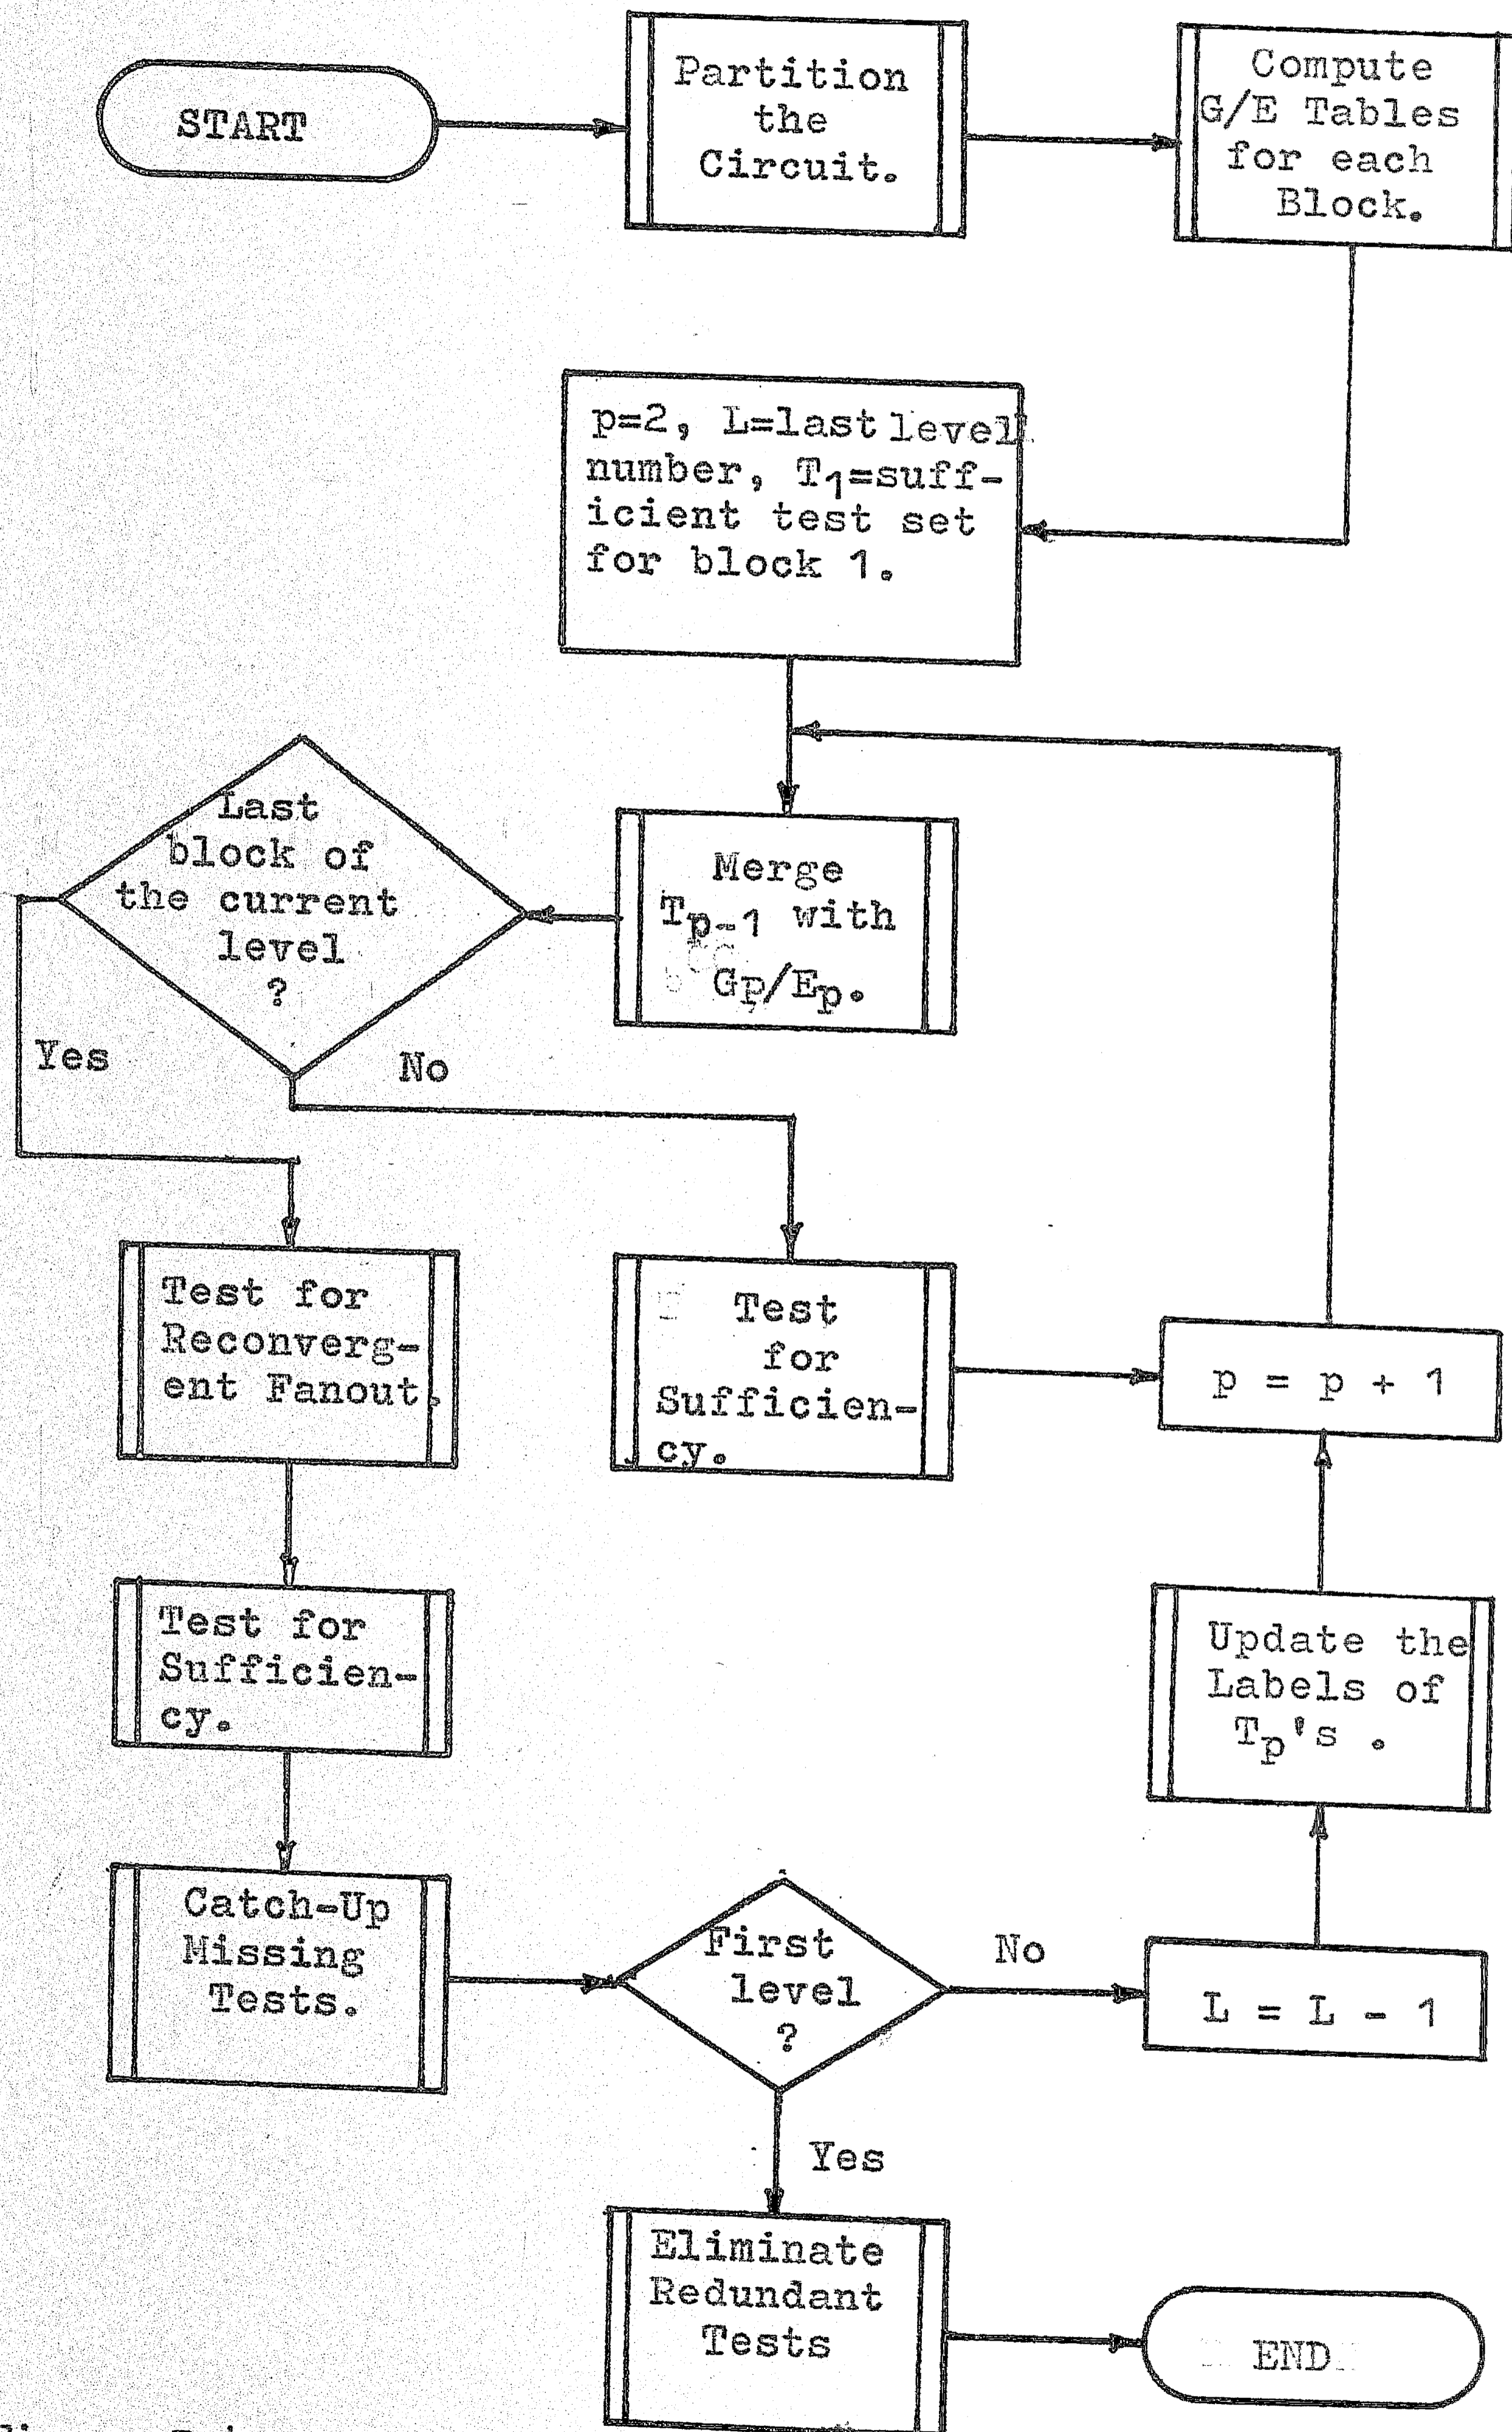 START
Partition
the
Circuit.
Compute
G/E Tables
for each
Block.
p=2, L=last level
number, T1=suff-
icient test set
for block 1.
Last
block of
the current
level
?
Merge
Tp-1 with
Gp/Ep.
Yes
No
Test for
Reconverg-
ent Fanout.
Test
for
Sufficien-
cy.
p = p + 1
Test for
Sufficien-
cy.
Update the
Labels of
Tp's .
Catch-Up
Missing
Tests.
First
level
?
No
L = L - 1
Yes
Eliminate
Redundant
Tests
END